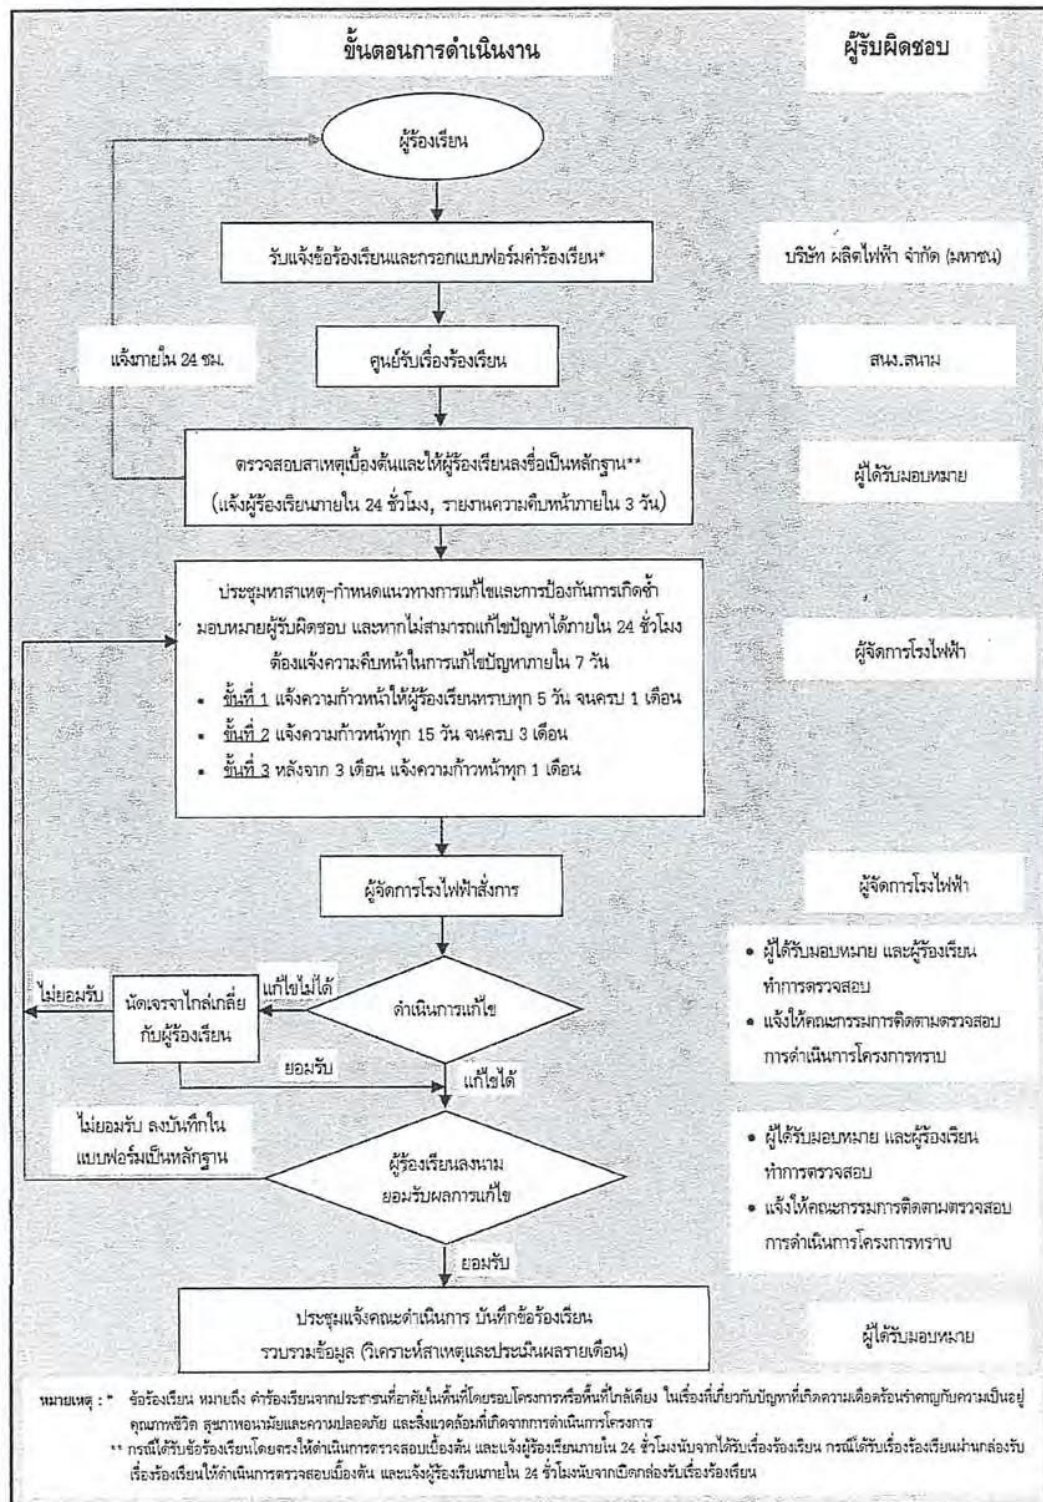 ขั้นตอนการดำเนินงาน
ผู้รับผิดชอบ
ผู้ร้องเรียน
รับแจ้งข้อร้องเรียนและกรอกแบบฟอร์มคำร้องเรียน*
บริษัท ผลิตไฟฟ้า จำกัด (มหาชน)
แจ้งภายใน 24 ชม.
ศูนย์รับเรื่องร้องเรียน
สนง.สนาม
ตรวจสอบสาเหตุเบื้องต้นและให้ผู้ร้องเรียนลงชื่อเป็นหลักฐาน**
(แจ้งผู้ร้องเรียนภายใน 24 ชั่วโมง, รายงานความคืบหน้าภายใน 3 วัน)
ผู้ได้รับมอบหมาย
ประชุมหาสาเหตุ-กำหนดแนวทางการแก้ไขและการป้องกันการเกิดซ้ำ
มอบหมายผู้รับผิดชอบ และหากไม่สามารถแก้ไขปัญหาได้ภายใน 24 ชั่วโมง
ต้องแจ้งความคืบหน้าในการแก้ไขปัญหาภายใน 7 วัน
• ขั้นที่ 1 แจ้งความก้าวหน้าให้ผู้ร้องเรียนทราบทุก 5 วัน จนครบ 1 เดือน
• ขั้นที่ 2 แจ้งความก้าวหน้าทุก 15 วัน จนครบ 3 เดือน
• ขั้นที่ 3 หลังจาก 3 เดือน แจ้งความก้าวหน้าทุก 1 เดือน
ผู้จัดการโรงไฟฟ้า
ผู้จัดการโรงไฟฟ้าสั่งการ
ผู้จัดการโรงไฟฟ้า
ไม่ยอมรับ
นัดเจรจาไกล่เกลี่ย
กับผู้ร้องเรียน
แก้ไขไม่ได้
ดำเนินการแก้ไข
• ผู้ได้รับมอบหมาย และผู้ร้องเรียน
ทำการตรวจสอบ
• แจ้งให้คณะกรรมการติดตามตรวจสอบ
การดำเนินการโครงการทราบ
ยอมรับ
แก้ไขได้
ไม่ยอมรับ ลงบันทึกใน
แบบฟอร์มเป็นหลักฐาน
ผู้ร้องเรียนลงนาม
ยอมรับผลการแก้ไข
• ผู้ได้รับมอบหมาย และผู้ร้องเรียน
ทำการตรวจสอบ
• แจ้งให้คณะกรรมการติดตามตรวจสอบ
การดำเนินการโครงการทราบ
ยอมรับ
ประชุมแจ้งคณะดำเนินการ บันทึกข้อร้องเรียน
รวบรวมข้อมูล (วิเคราะห์สาเหตุและประเมินผลรายเดือน)
ผู้ได้รับมอบหมาย
หมายเหตุ : * ข้อร้องเรียน หมายถึง คำร้องเรียนจากประชาชนที่อาศัยในพื้นที่โดยรอบโครงการหรือพื้นที่ใกล้เคียง ในเรื่องที่เกี่ยวกับปัญหาที่เกิดความเดือดร้อนรำคาญกับความเป็นอยู่
คุณภาพชีวิต สุขภาพอนามัยและความปลอดภัย และสิ่งแวดล้อมที่เกิดจากการดำเนินการโครงการ
** กรณีได้รับข้อร้องเรียนโดยตรงให้ดำเนินการตรวจสอบเบื้องต้น และแจ้งผู้ร้องเรียนภายใน 24 ชั่วโมงนับจากได้รับเรื่องร้องเรียน กรณีได้รับเรื่องร้องเรียนผ่านกล่องรับ
เรื่องร้องเรียนให้ดำเนินการตรวจสอบเบื้องต้น และแจ้งผู้ร้องเรียนภายใน 24 ชั่วโมงนับจากเปิดกล่องรับเรื่องร้องเรียน